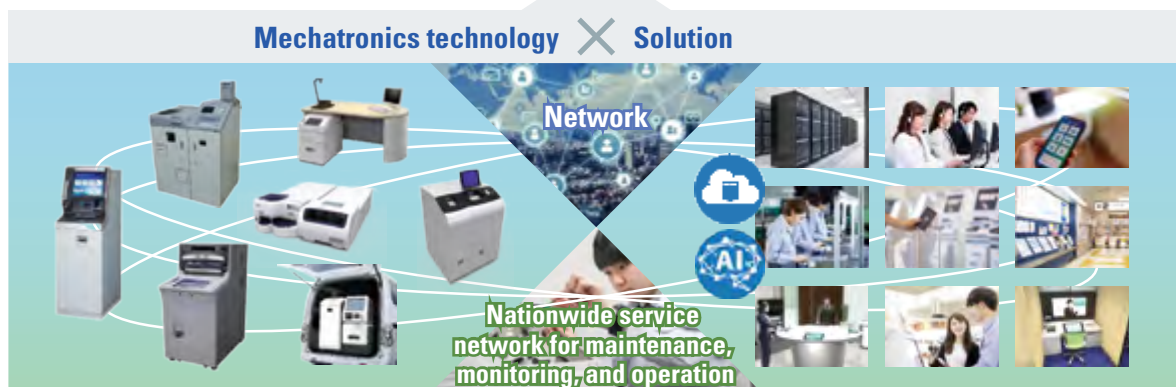 Mechatronics technology × Solution
Network
AI
Nationwide service
network for maintenance,
monitoring, and operation